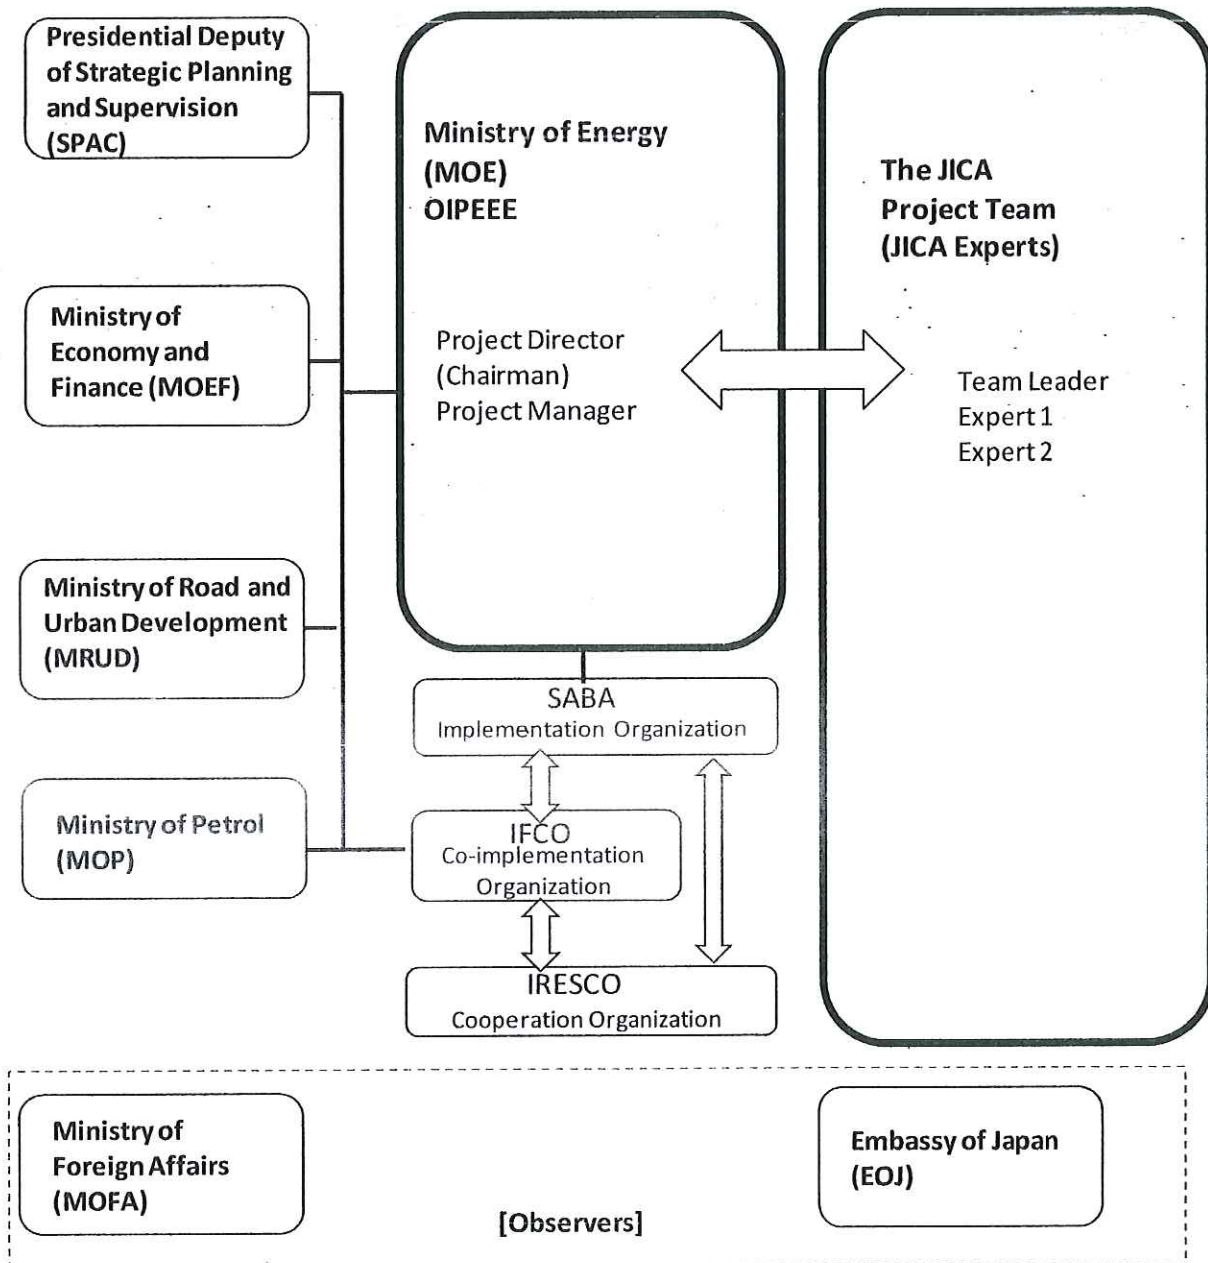 Presidential Deputy
of Strategic Planning
and Supervision
(SPAC)
Ministry of
Economy and
Finance (MOEF)
Ministry of Road and
Urban Development
(MRUD)
Ministry of Petrol
(MOP)
Ministry of Energy
(MOE)
OIPEEE
Project Director
(Chairman)
Project Manager
The JICA
Project Team
(JICA Experts)
Team Leader
Expert 1
Expert 2
SABA
Implementation Organization
IFCO
Co-implementation
Organization
IRESCO
Cooperation Organization
Ministry of
Foreign Affairs
(MOFA)
[Observers]
Embassy of Japan
(EOJ)